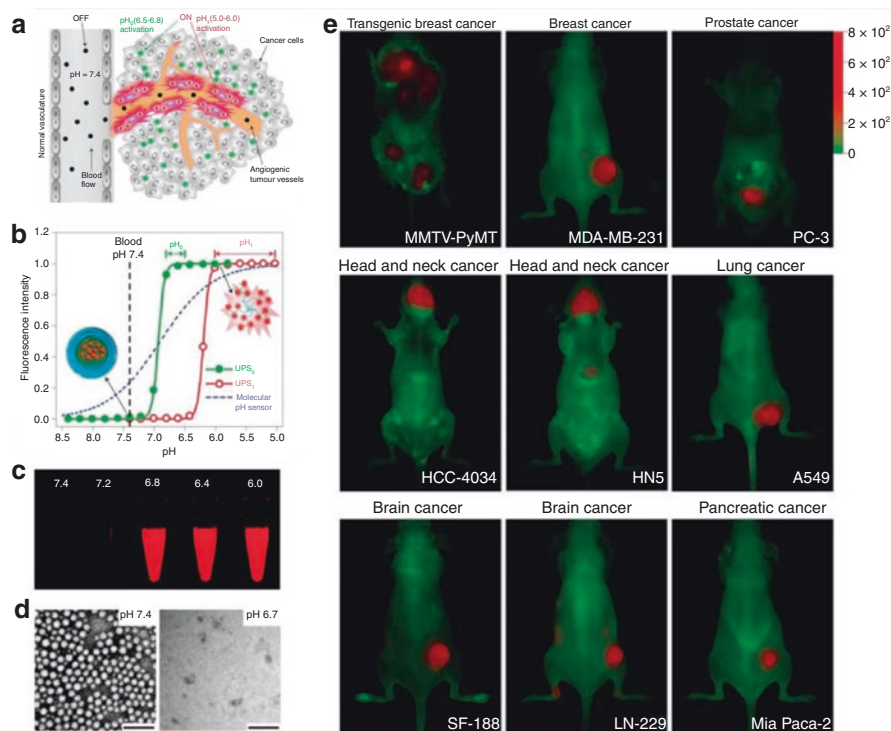 a
OFF
pH₀(6.5-6.8)
activation
ON
pH₁(5.0-6.0)
activation
Cancer cells
pH = 7.4
Normal vasculature
Blood
flow
Angiogenic
tumour vessels
b
Fluorescence intensity
1.2
1.0
0.8
0.6
0.4
0.2
0.0
Blood
pH 7.4
pH₀
pH₁
UPS₀
UPS₁
Molecular
pH sensor
8.5
8.0
7.5
7.0
6.5
6.0
5.5
5.0
pH
c
7.4
7.2
6.8
6.4
6.0
d
pH 7.4
pH 6.7
e
Transgenic breast cancer
MMTV-PyMT
Breast cancer
MDA-MB-231
Prostate cancer
PC-3
8 × 10²
6 × 10²
4 × 10²
2 × 10²
0
Head and neck cancer
HCC-4034
Head and neck cancer
HN5
Lung cancer
A549
Brain cancer
SF-188
Brain cancer
LN-229
Pancreatic cancer
Mia Paca-2